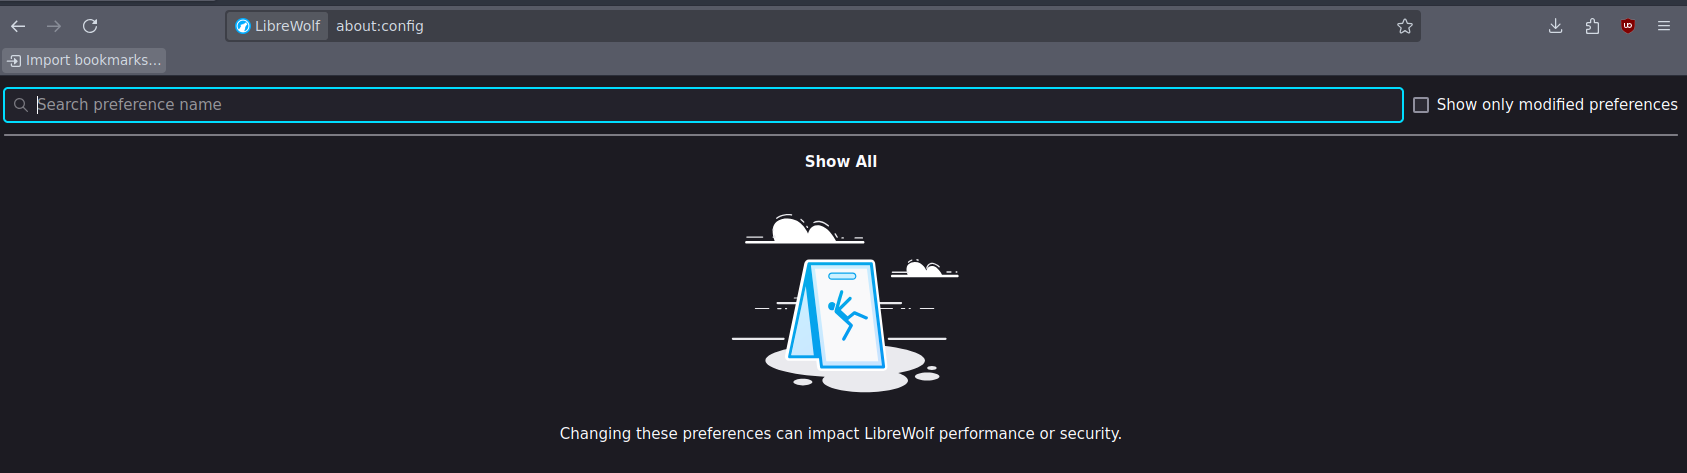 LibreWolf about:config
Import bookmarks...
Search preference name Show only modified preferences
Show All
Changing these preferences can impact LibreWolf performance or security.